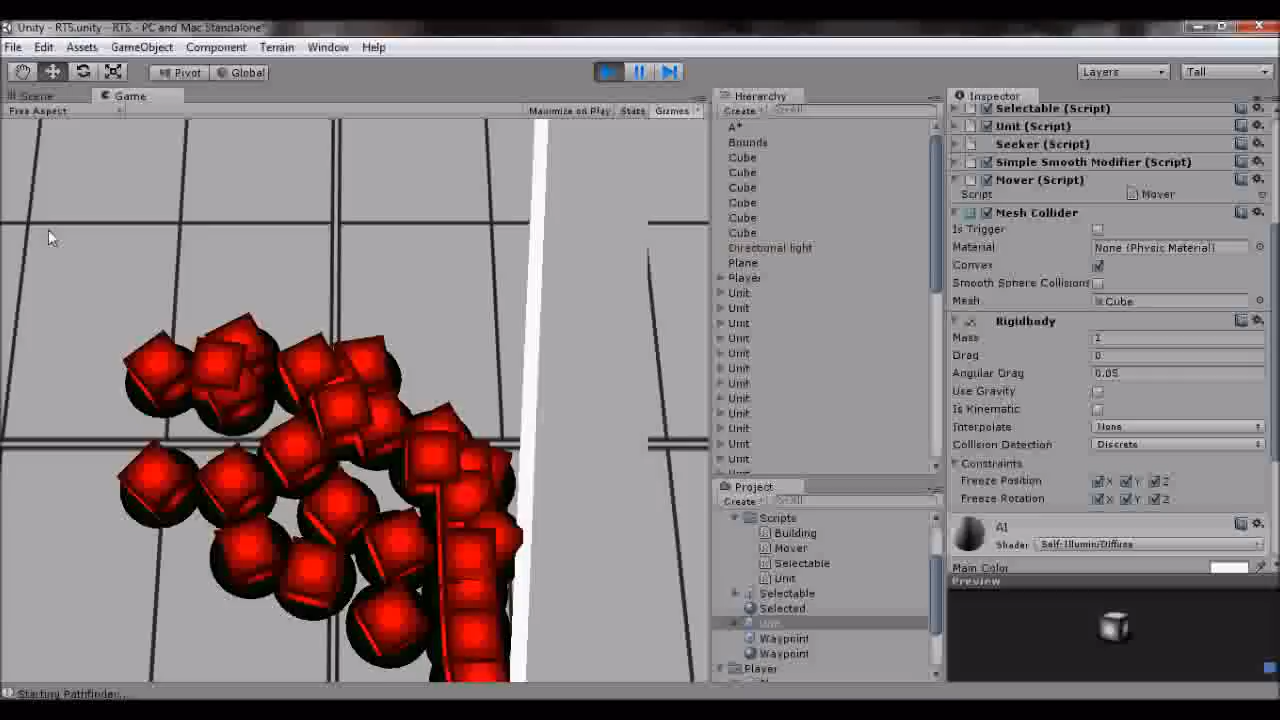 Unity - RTS.unity - RTS - PC and Mac Standalone*
File Edit Assets GameObject Component Terrain Window Help
Pivot Global Layers Tall
Scene Game Hierarchy Inspector
Free Aspect Maximize on Play Stats Gizmos Create
A*
Bounds
Cube
Cube
Cube
Cube
Cube
Cube
Directional light
Plane
Player
Unit
Unit
Unit
Unit
Unit
Unit
Unit
Unit
Unit
Unit
Unit
Unit
Unit
Project
Create
Scripts
Building
Mover
Selectable
Unit
Selectable
Selected
Unit
Waypoint
Waypoint
Player
Selectable (Script)
Unit (Script)
Seeker (Script)
Simple Smooth Modifier (Script)
Mover (Script)
Script Mover
Mesh Collider
Is Trigger
Material None (Physic Material)
Convex
Smooth Sphere Collisions
Mesh Cube
Rigidbody
Mass 1
Drag 0
Angular Drag 0.05
Use Gravity
Is Kinematic
Interpolate None
Collision Detection Discrete
Constraints
Freeze Position X Y Z
Freeze Rotation X Y Z
A1
Shader Self-Illumin/Diffuse
Main Color
Preview
Starting Pathfinder...